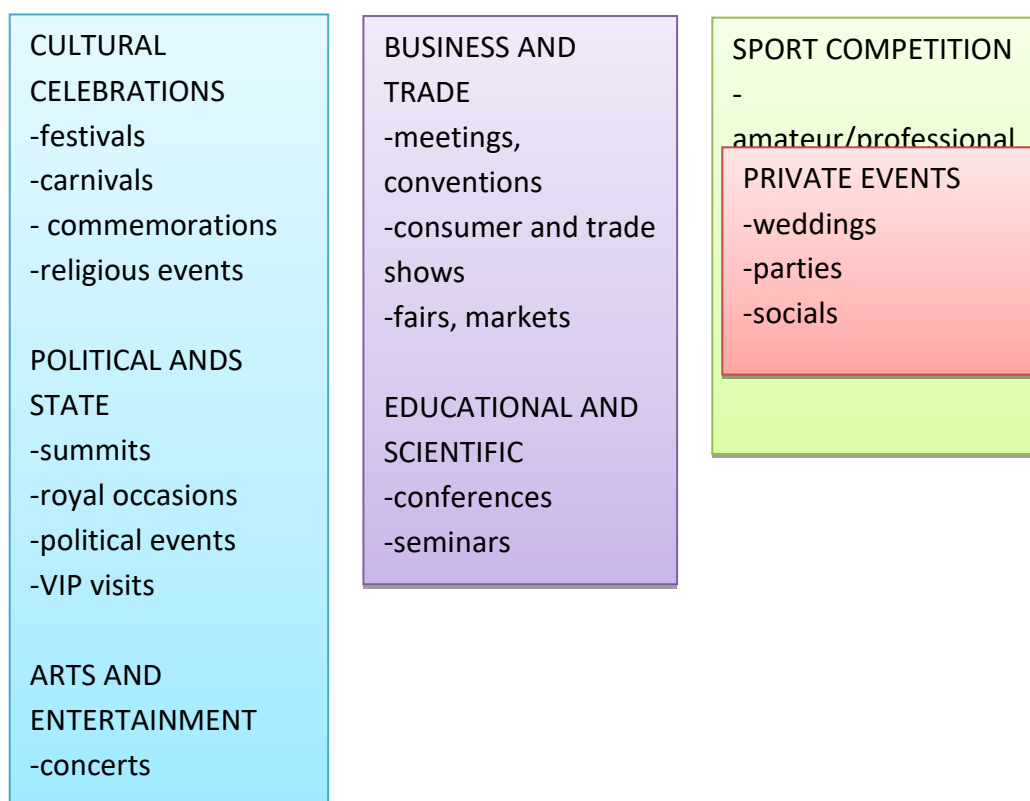 CULTURAL
CELEBRATIONS
-festivals
-carnivals
- commemorations
-religious events
POLITICAL ANDS
STATE
-summits
-royal occasions
-political events
-VIP visits
ARTS AND
ENTERTAINMENT
-concerts
BUSINESS AND
TRADE
-meetings,
conventions
-consumer and trade
shows
-fairs, markets
EDUCATIONAL AND
SCIENTIFIC
-conferences
-seminars
SPORT COMPETITION
-
amateur/professional
PRIVATE EVENTS
-weddings
-parties
-socials